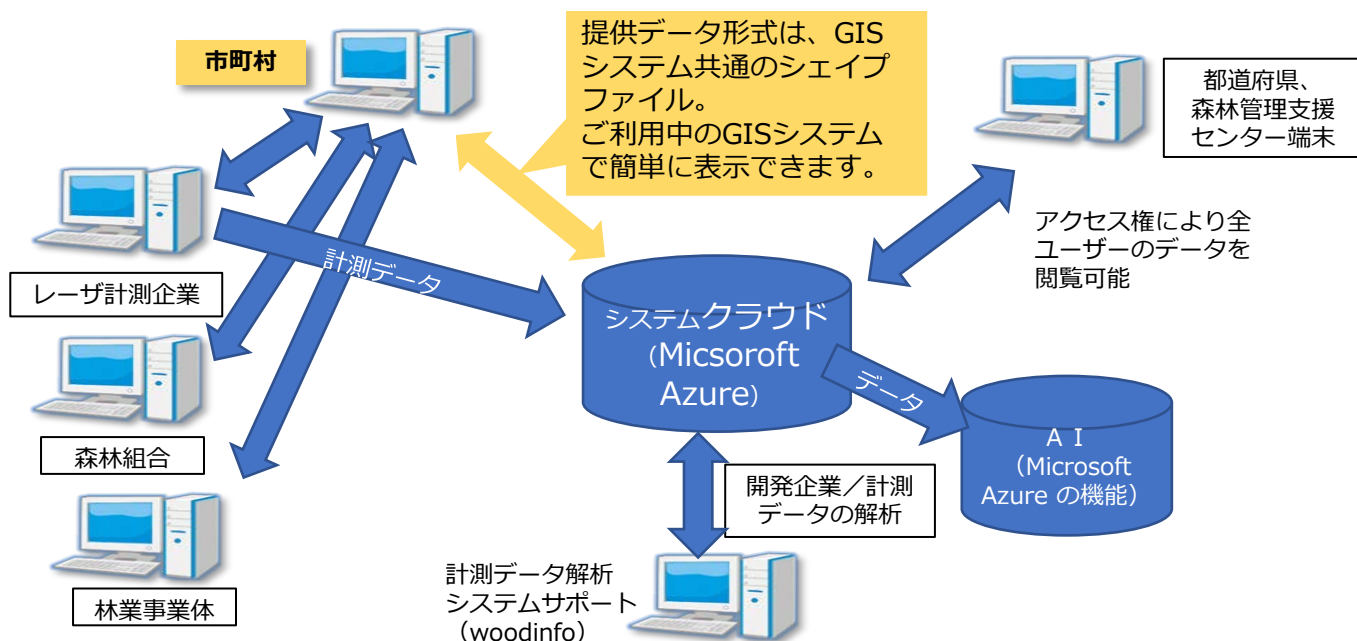 市町村
提供データ形式は、GIS
システム共通のシェイプ
ファイル。
ご利用中のGISシステム
で簡単に表示できます。
都道府県、
森林管理支援
センター端末
レーザ計測企業
計測データ
アクセス権により全
ユーザーのデータを
閲覧可能
システムクラウド
（Micsoroft
Azure）
データ
森林組合
ＡＩ
（Microsoft
Azure の機能）
開発企業／計測
データの解析
林業事業体
計測データ解析
システムサポート
（woodinfo）